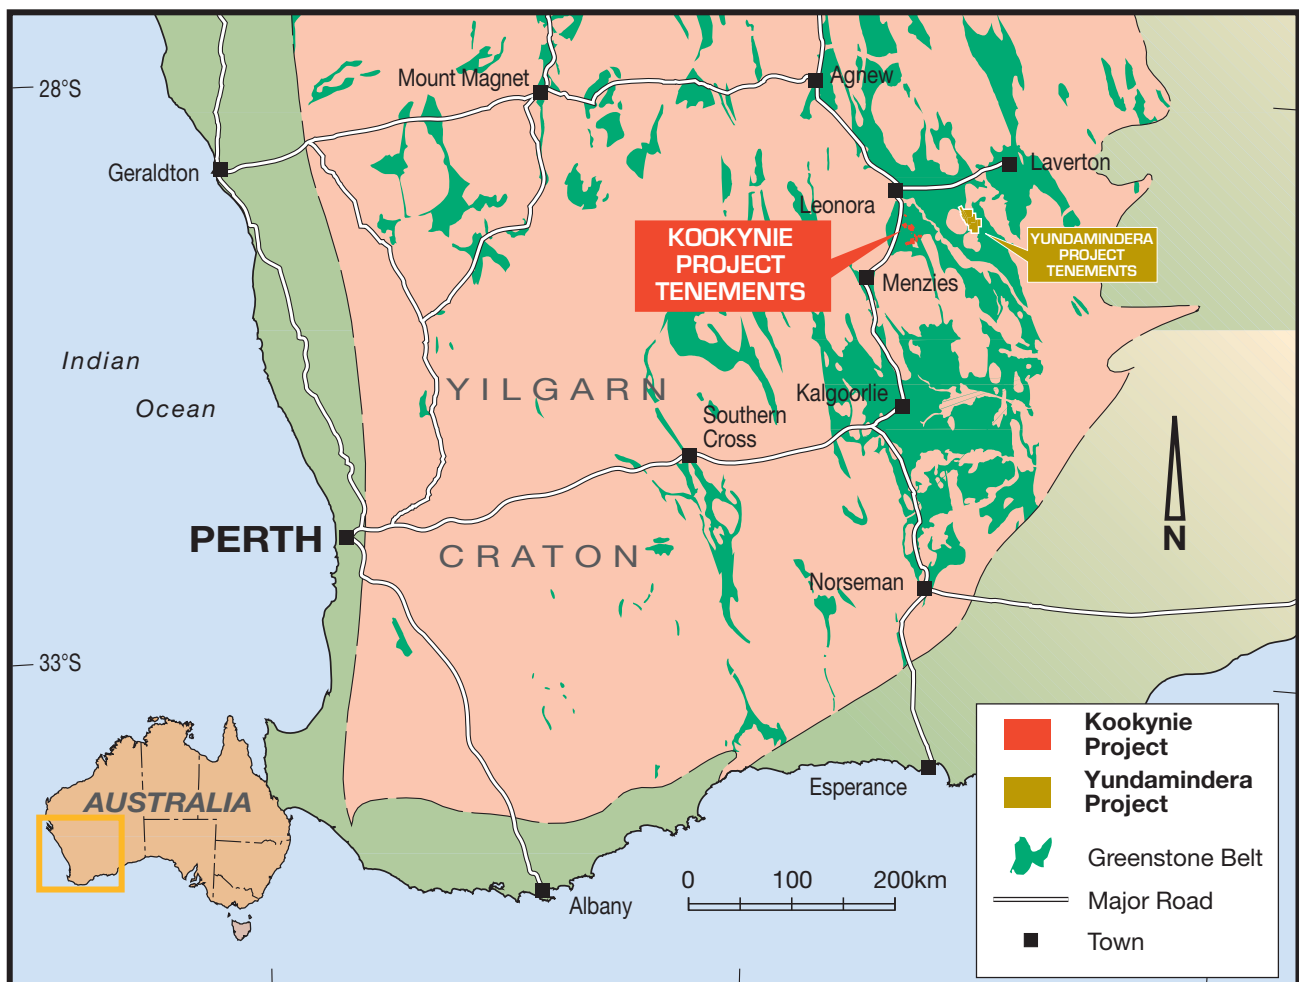 28°S
Mount Magnet
Agnew
Geraldton
Laverton
Leonora
KOOKYNIE
PROJECT
TENEMENTS
YUNDAMINDERA
PROJECT
TENEMENTS
Menzies
Indian
Ocean
YILGARN
Kalgoorlie
Southern
Cross
PERTH
CRATON
N
Norseman
33°S
AUSTRALIA
Esperance
Albany
0 100 200km
Kookynie
Project
Yundamindera
Project
Greenstone Belt
Major Road
Town